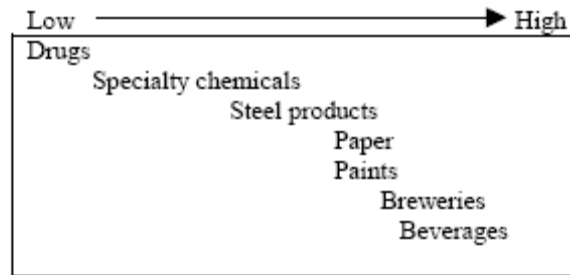 Low High
Drugs
Specialty chemicals
Steel products
Paper
Paints
Breweries
Beverages